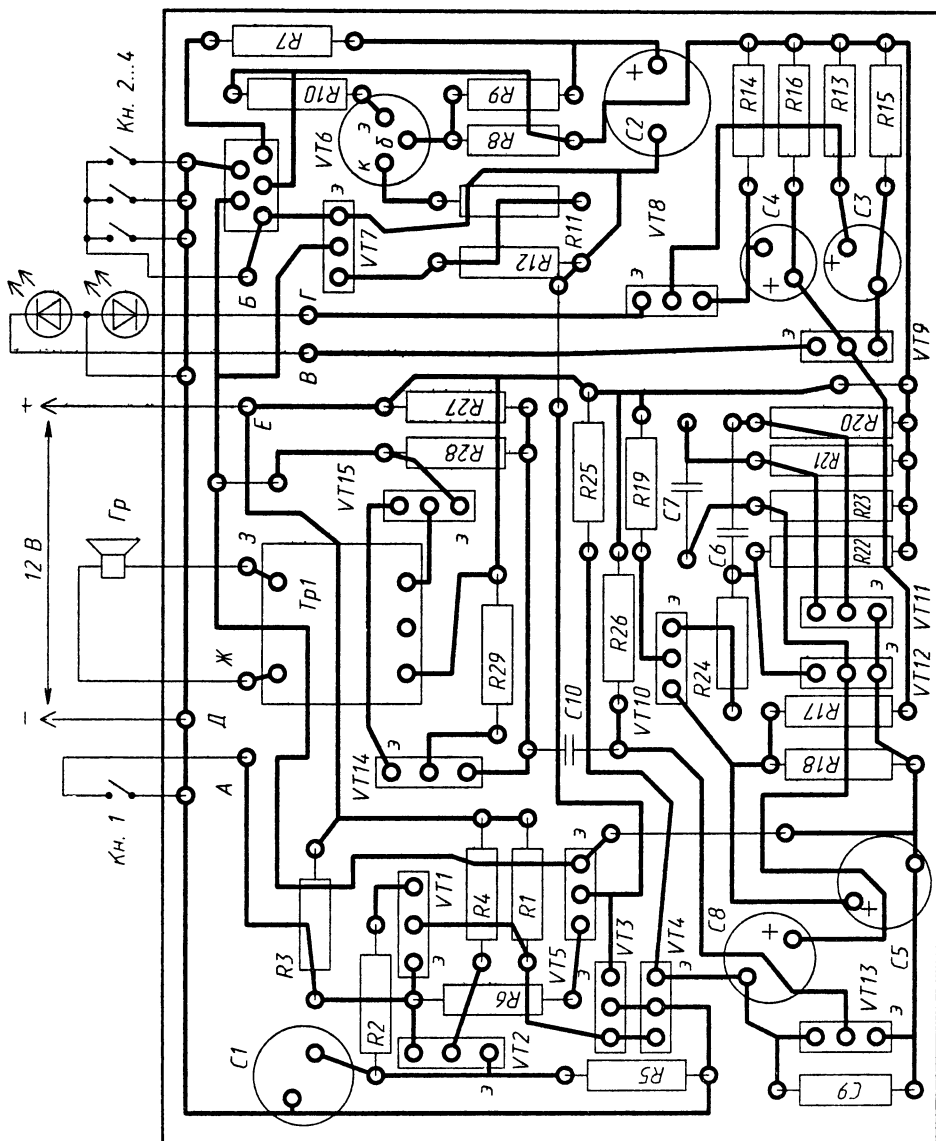 Кн. 2...4
+
12 В
−
Гр
Кн. 1
А
Д
Ж
З
Е
В
Г
Б
R7
R10
R9
R8
VT6
э
б
к
C2
+
R14
R16
R13
R15
R11
R12
VT7
э
VT8
э
C4
+
C3
+
VT9
э
Тр1
R27
R28
VT15
э
R29
VT14
э
R25
R19
R26
C7
C6
R20
R21
R23
R22
C10
VT10
э
R24
VT11
VT12
э
R17
R18
R3
R2
VT1
э
R4
R1
R6
VT5
э
VT2
э
C1
VT3
э
VT4
э
R5
C8
+
C5
+
VT13
э
C9